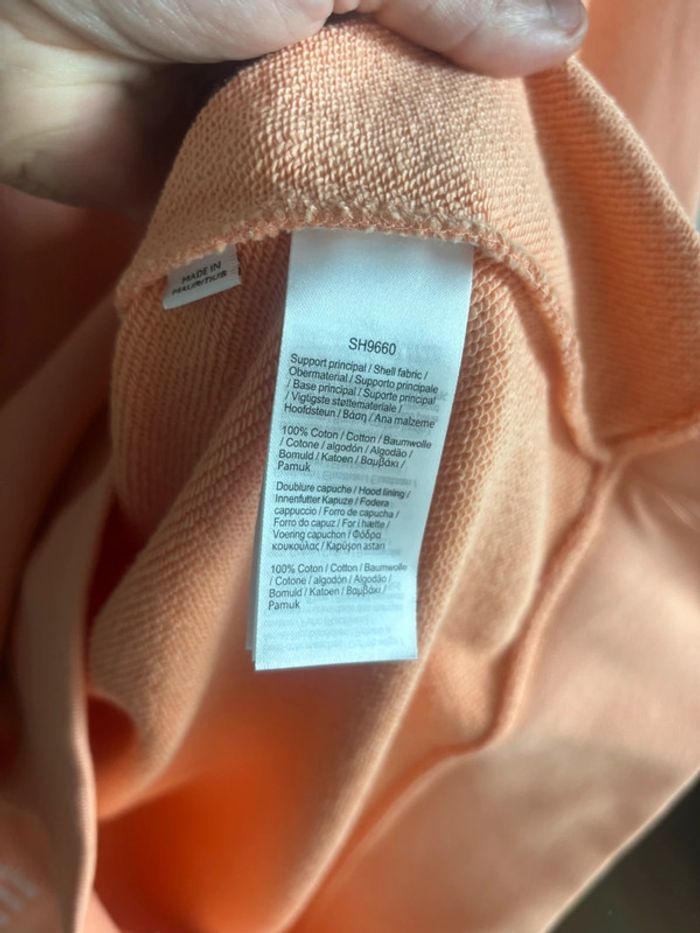 MADE IN
MAURITIUS
SH9660
Support principal / Shell fabric /
Obermaterial / Supporto principale
/ Base principal / Suporte principal
/ Vigtigste støttemateriale /
Hoofdsteun / Βάση / Ana malzeme
100% Coton / Cotton / Baumwolle
/ Cotone / algodón / Algodão /
Bomuld / Katoen / Βαμβάκι /
Pamuk
Doublure capuche / Hood lining /
Innenfutter Kapuze / Fodera
cappuccio / Forro de capucha /
Forro do capuz / For i hætte /
Voering capuchon / Φόδρα
κουκούλας / Kapüşon astarı
100% Coton / Cotton / Baumwolle
/ Cotone / algodón / Algodão /
Bomuld / Katoen / Βαμβάκι /
Pamuk